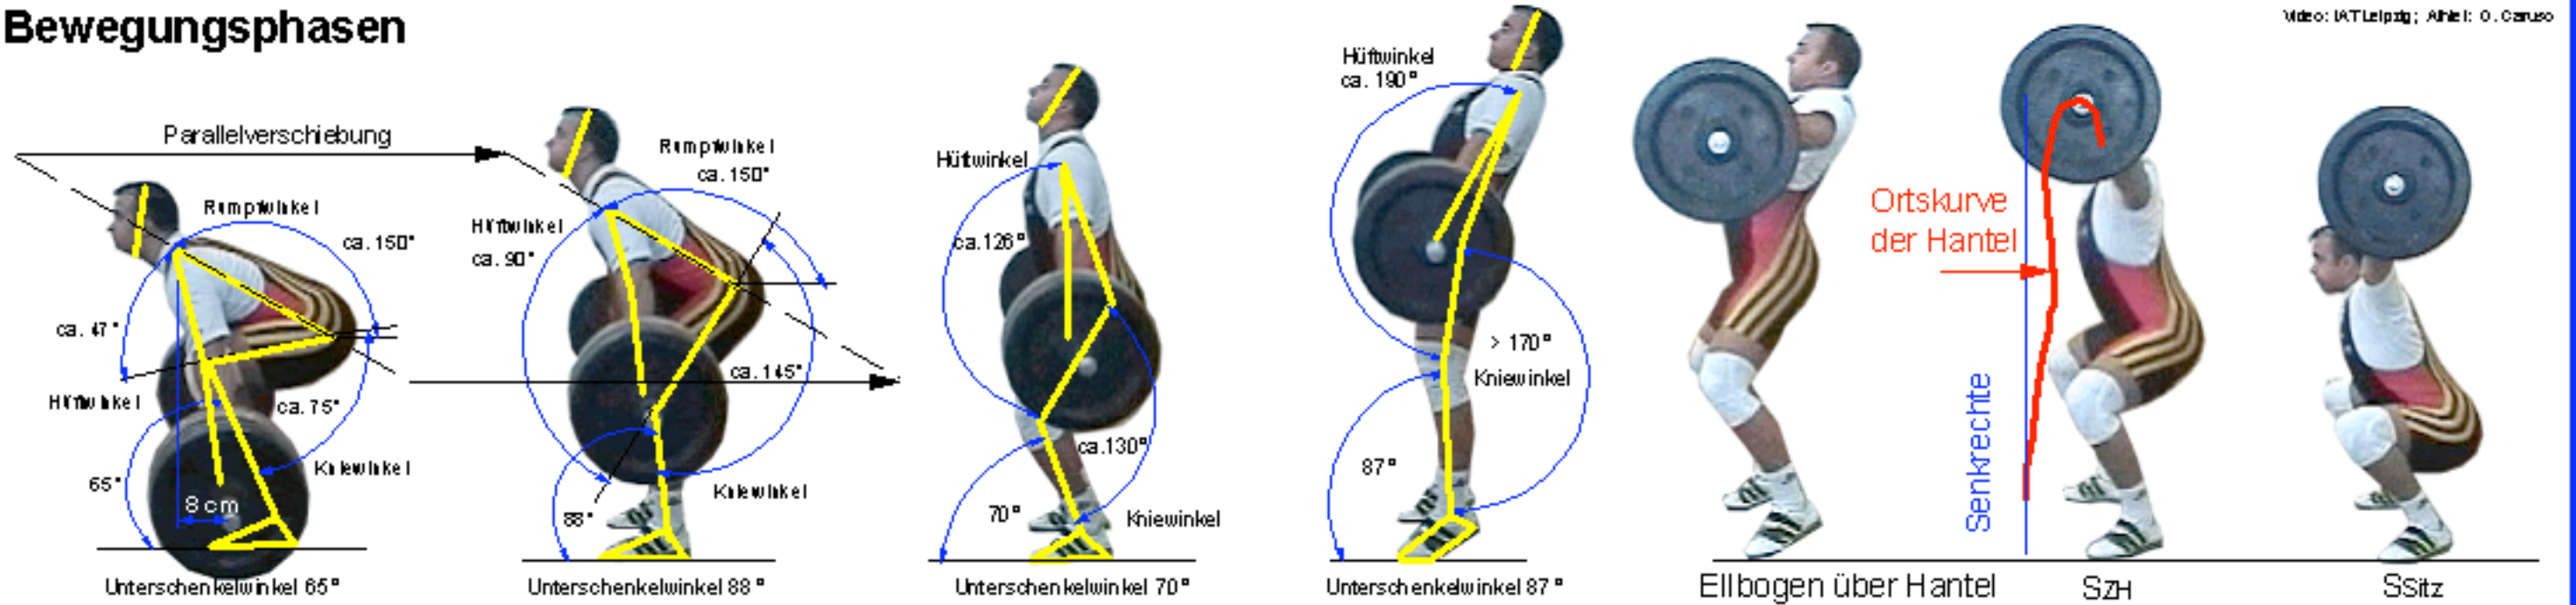 Bewegungsphasen
Video: IAT Leipzig; Athlet: O. Caruso
Parallelverschiebung
Rumpfwinkel
ca. 150°
ca. 47°
Hüftwinkel
ca. 75°
Kniewinkel
65°
8 cm
Unterschenkelwinkel 65°
Rumpfwinkel
ca. 150°
Hüftwinkel
ca. 90°
ca. 145°
Kniewinkel
88°
Unterschenkelwinkel 88°
Hüftwinkel
ca. 126°
ca. 130°
70°
Kniewinkel
Unterschenkelwinkel 70°
Hüftwinkel
ca. 190°
> 170°
Kniewinkel
87°
Unterschenkelwinkel 87°
Ellbogen über Hantel
Ortskurve
der Hantel
Senkrechte
SZH
SSitz